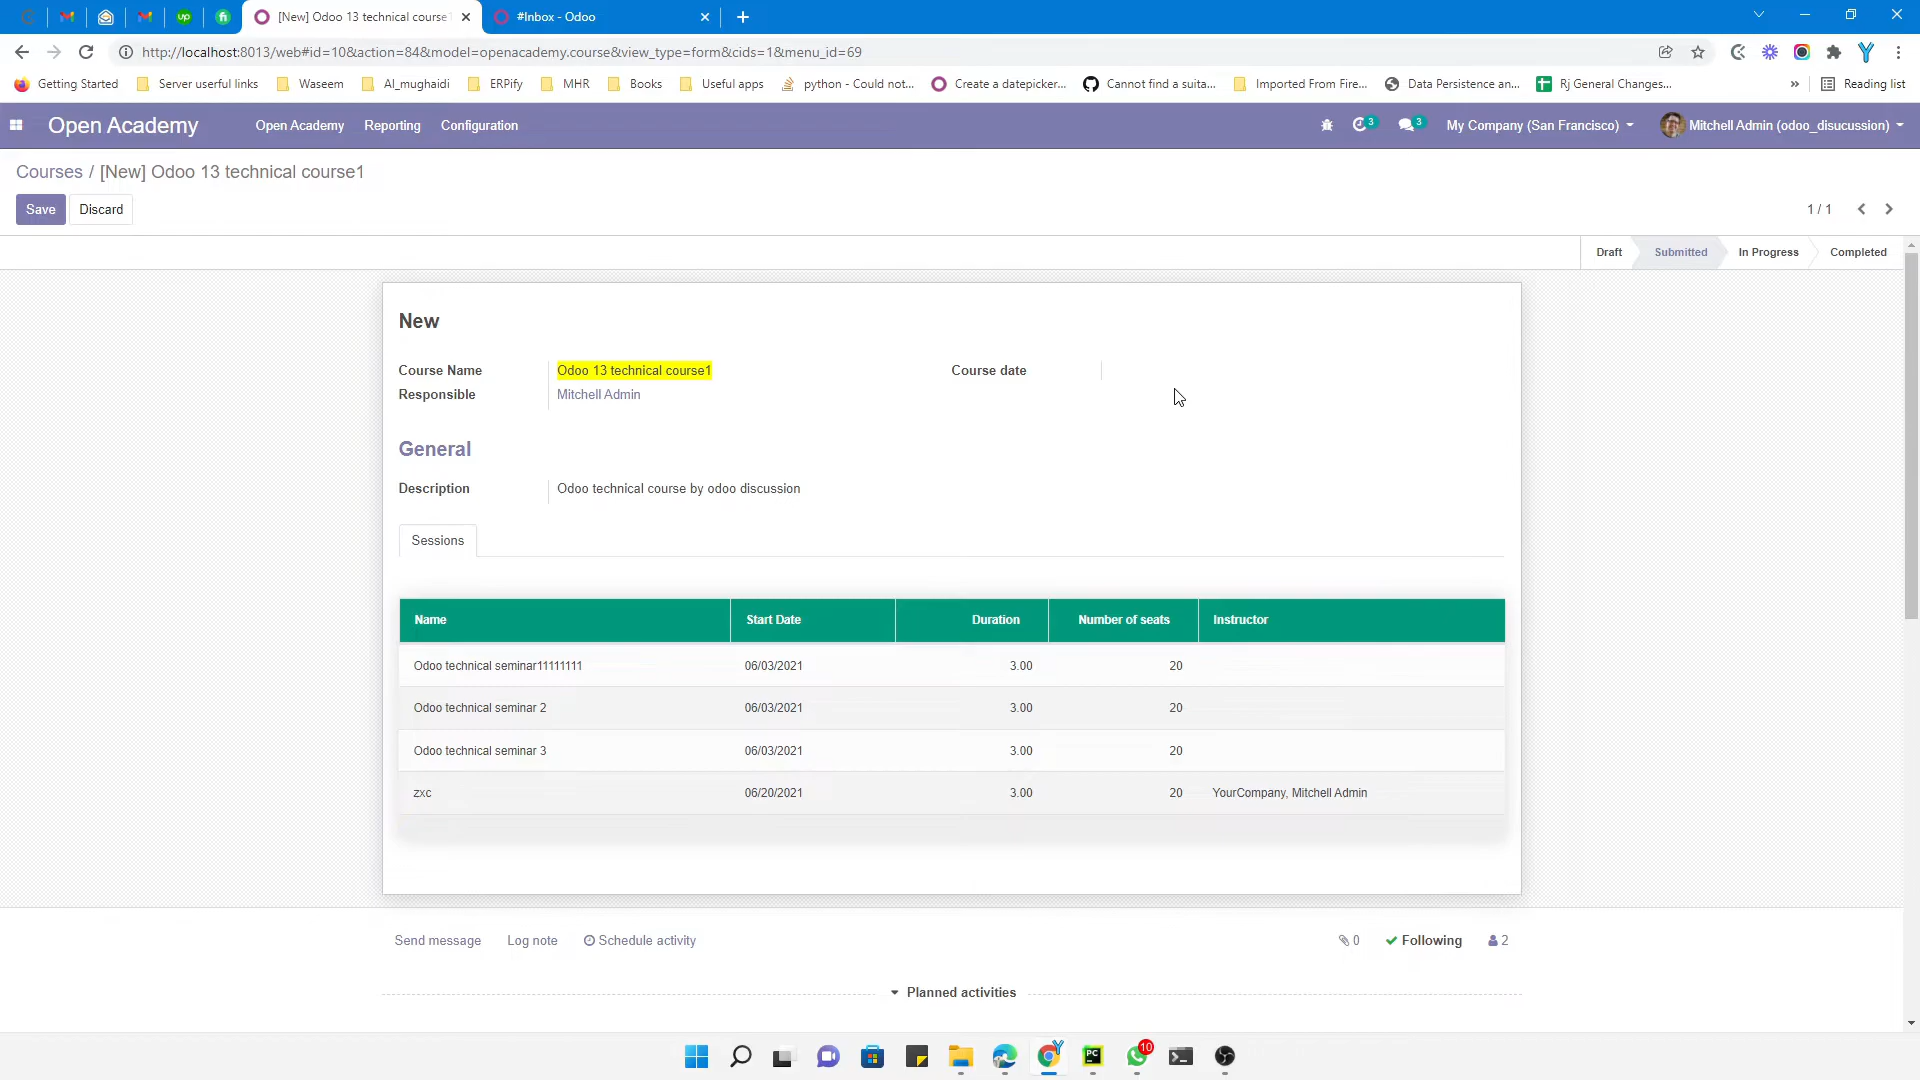 [New] Odoo 13 technical course1
#Inbox - Odoo
http://localhost:8013/web#id=10&action=84&model=openacademy.course&view_type=form&cids=1&menu_id=69
Getting Started Server userful links Waseem Al_mughaidi ERPify MHR Books Useful apps python - Could not... Create a datepicker... Cannot find a suita... Imported From Fire... Data Persistence an... Rj General Changes... » Reading list
Open Academy Open Academy Reporting Configuration 3 3 My Company (San Francisco) Mitchell Admin (odoo_disucussion)
Courses / [New] Odoo 13 technical course1
Save Discard 1 / 1
Draft Submitted In Progress Completed
New
Course Name Odoo 13 technical course1 Course date
Responsible Mitchell Admin
General
Description Odoo technical course by odoo discussion
Sessions
Name Start Date Duration Number of seats Instructor
Odoo technical seminar11111111 06/03/2021 3.00 20
Odoo technical seminar 2 06/03/2021 3.00 20
Odoo technical seminar 3 06/03/2021 3.00 20
zxc 06/20/2021 3.00 20 YourCompany, Mitchell Admin
Send message Log note Schedule activity 0 Following 2
Planned activities
PC 10